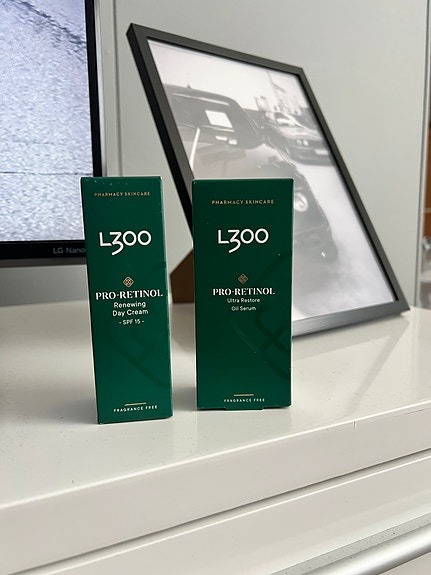 LG Nano
PHARMACY SKINCARE
L300
PRO-RETINOL
Renewing
Day Cream
- SPF 15 -
FRAGRANCE FREE
PHARMACY SKINCARE
L300
PRO-RETINOL
Ultra Restore
Oil Serum
FRAGRANCE FREE